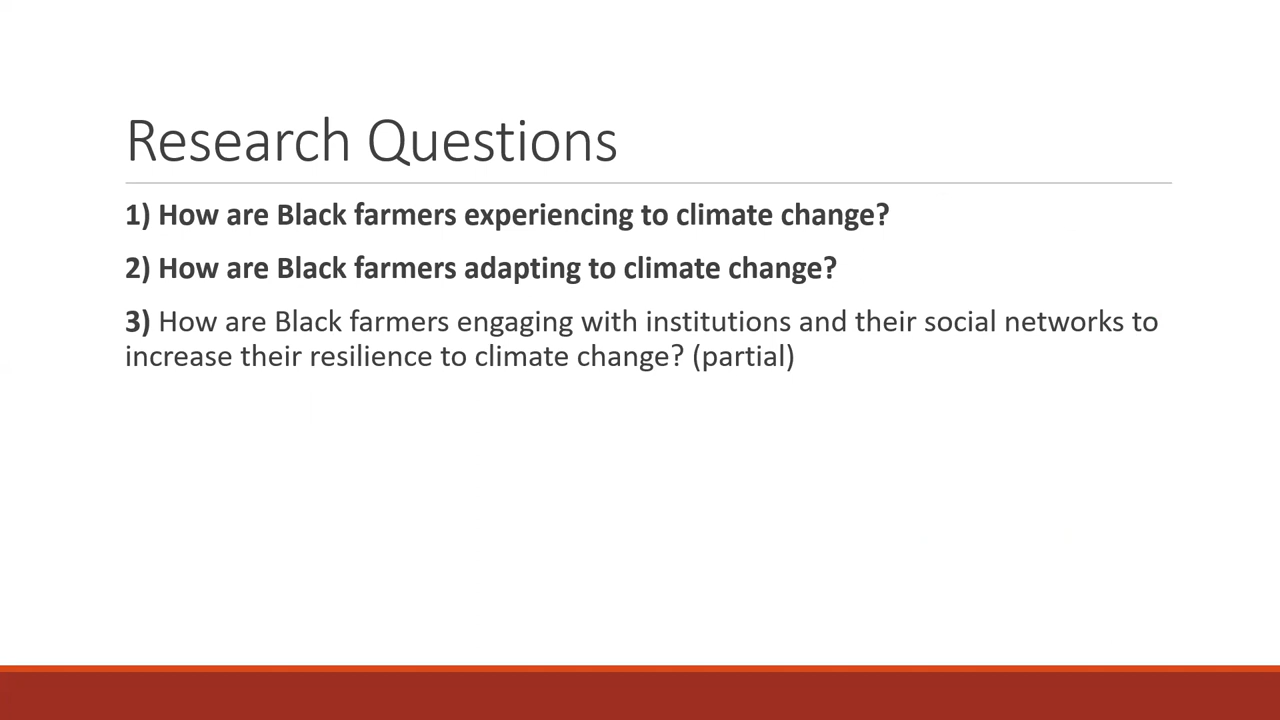 Research Questions
1) How are Black farmers experiencing to climate change?
2) How are Black farmers adapting to climate change?
3) How are Black farmers engaging with institutions and their social networks to
increase their resilience to climate change? (partial)